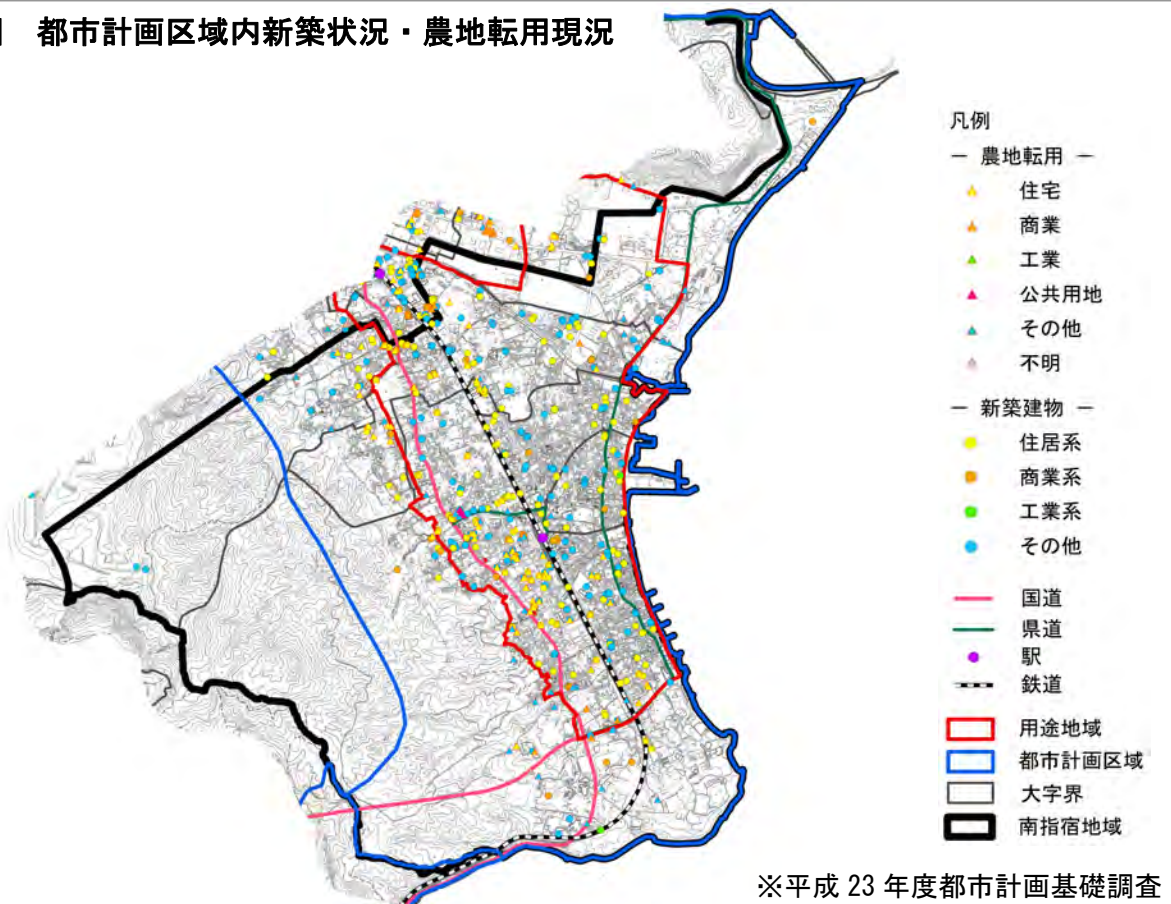 都市計画区域内新築状況・農地転用現況
凡例
― 農地転用 ―
住宅
商業
工業
公共用地
その他
不明
― 新築建物 ―
住居系
商業系
工業系
その他
国道
県道
駅
鉄道
用途地域
都市計画区域
大字界
南指宿地域
※平成 23 年度都市計画基礎調査